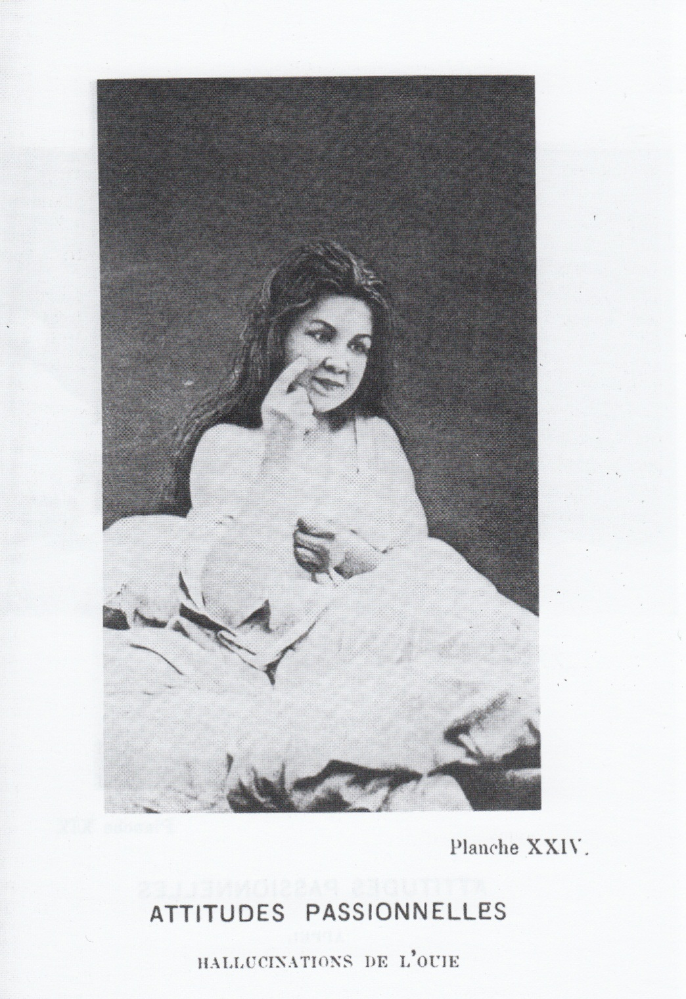 Planche XXIV.
ATTITUDES PASSIONNELLES
HALLUCINATIONS DE L'OUIE